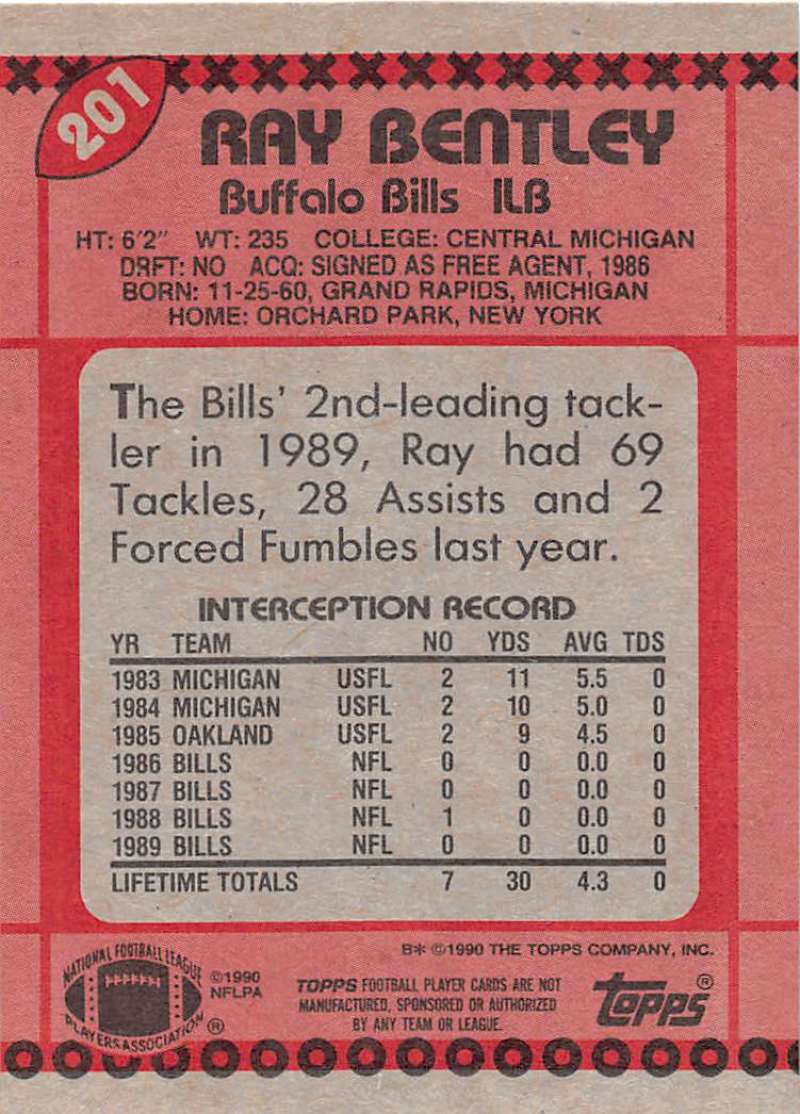 201
RAY BENTLEY
Buffalo Bills ILB
HT: 6'2" WT: 235 COLLEGE: CENTRAL MICHIGAN
DRFT: NO ACQ: SIGNED AS FREE AGENT, 1986
BORN: 11-25-60, GRAND RAPIDS, MICHIGAN
HOME: ORCHARD PARK, NEW YORK
The Bills' 2nd-leading tack-
ler in 1989, Ray had 69
Tackles, 28 Assists and 2
Forced Fumbles last year.
INTERCEPTION RECORD
YR TEAM NO YDS AVG TDS
1983 MICHIGAN USFL 2 11 5.5 0
1984 MICHIGAN USFL 2 10 5.0 0
1985 OAKLAND USFL 2 9 4.5 0
1986 BILLS NFL 0 0 0.0 0
1987 BILLS NFL 0 0 0.0 0
1988 BILLS NFL 1 0 0.0 0
1989 BILLS NFL 0 0 0.0 0
LIFETIME TOTALS 7 30 4.3 0
B* ©1990 THE TOPPS COMPANY, INC.
NATIONAL FOOTBALL LEAGUE
PLAYERS ASSOCIATION ®
©1990
NFLPA
TOPPS FOOTBALL PLAYER CARDS ARE NOT
MANUFACTURED, SPONSORED OR AUTHORIZED
BY ANY TEAM OR LEAGUE.
Topps®